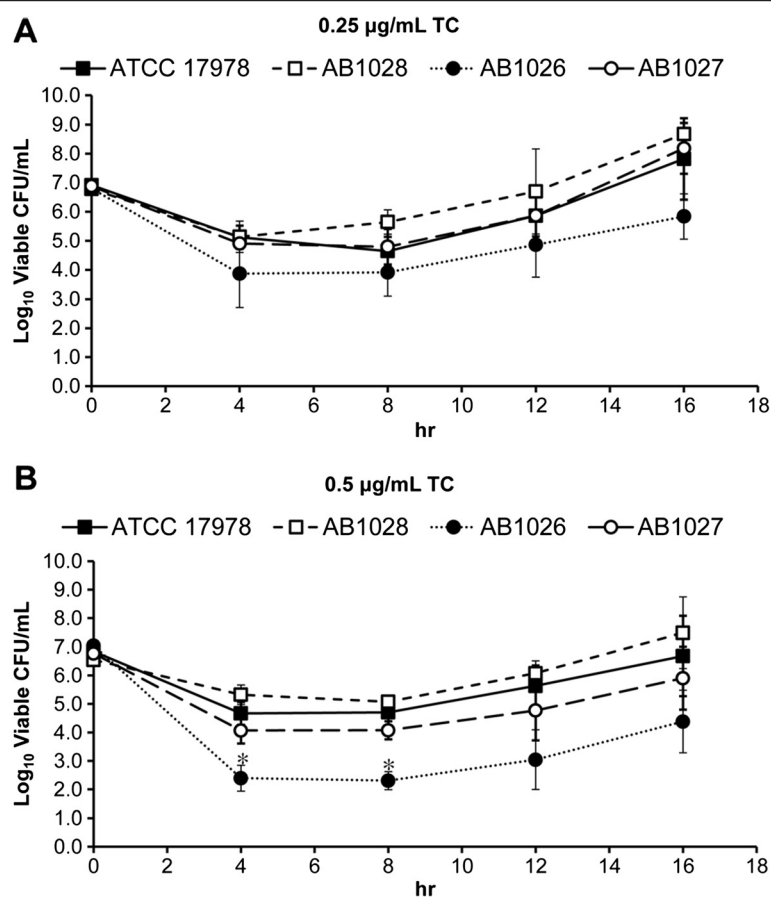 A
0.25 µg/mL TC
ATCC 17978 AB1028 AB1026 AB1027
10.0
9.0
8.0
7.0
6.0
5.0
4.0
3.0
2.0
1.0
0.0
Log10 Viable CFU/mL
0 2 4 6 8 10 12 14 16 18
hr
B
0.5 µg/mL TC
ATCC 17978 AB1028 AB1026 AB1027
10.0
9.0
8.0
7.0
6.0
5.0
4.0
3.0
2.0
1.0
0.0
Log10 Viable CFU/mL
* *
0 2 4 6 8 10 12 14 16 18
hr